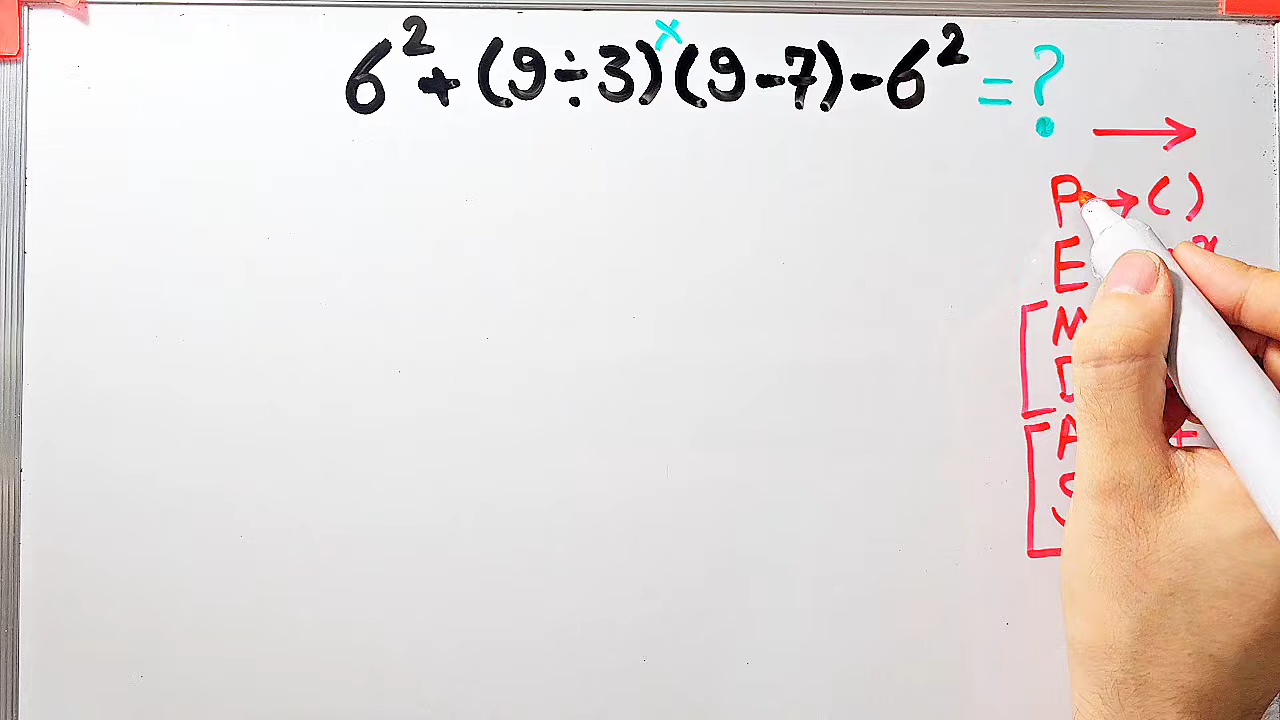 6² + (9 ÷ 3)×(9 - 7) - 6² = ?
→
P → ( )
E
M
D
A +
S